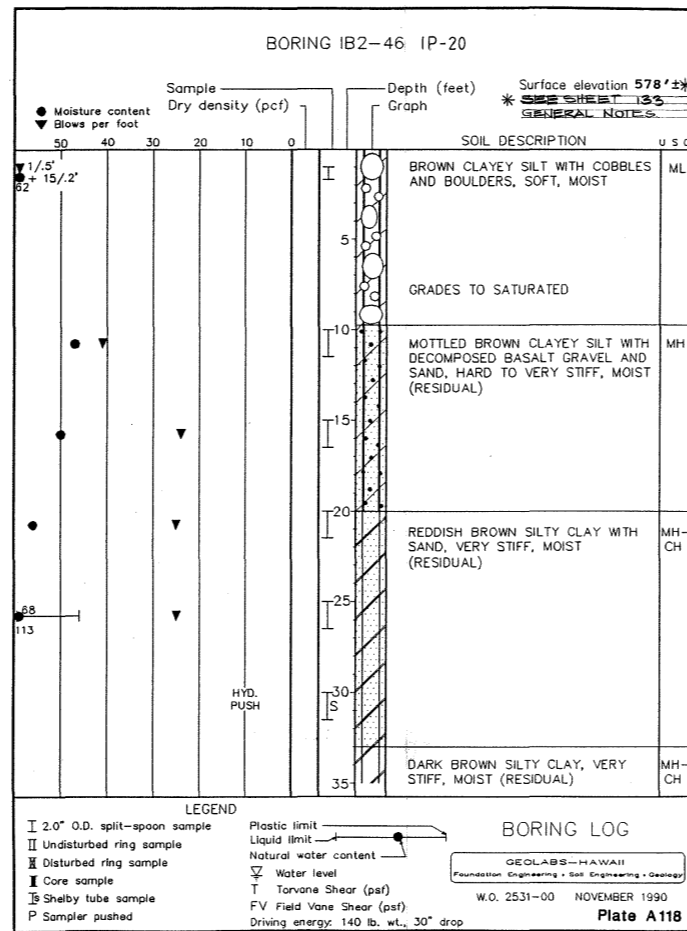 BORING IB2-46 IP-20
Sample
Dry density (pcf)
Depth (feet)
Graph
Surface elevation 578'±*
* SEE SHEET 133
GENERAL NOTES
● Moisture content
▼ Blows per foot
50 40 30 20 10 0
SOIL DESCRIPTION
U S C
1/.5'
+ 15/.2'
62
BROWN CLAYEY SILT WITH COBBLES
AND BOULDERS, SOFT, MOIST
ML
5
GRADES TO SATURATED
10
MOTTLED BROWN CLAYEY SILT WITH
DECOMPOSED BASALT GRAVEL AND
SAND, HARD TO VERY STIFF, MOIST
(RESIDUAL)
MH
15
20
REDDISH BROWN SILTY CLAY WITH
SAND, VERY STIFF, MOIST
(RESIDUAL)
MH-
CH
25
68
113
HYD.
PUSH
30
S
DARK BROWN SILTY CLAY, VERY
STIFF, MOIST (RESIDUAL)
MH-
CH
35
LEGEND
2.0" O.D. split-spoon sample
Undisturbed ring sample
Disturbed ring sample
Core sample
s Shelby tube sample
P Sampler pushed
Plastic limit
Liquid limit
Natural water content
Water level
T Torvane Shear (psf)
FV Field Vane Shear (psf)
Driving energy: 140 lb. wt., 30" drop
BORING LOG
GEOLABS-HAWAII
Foundation Engineering • Soil Engineering • Geology
W.O. 2531-00 NOVEMBER 1990
Plate A118